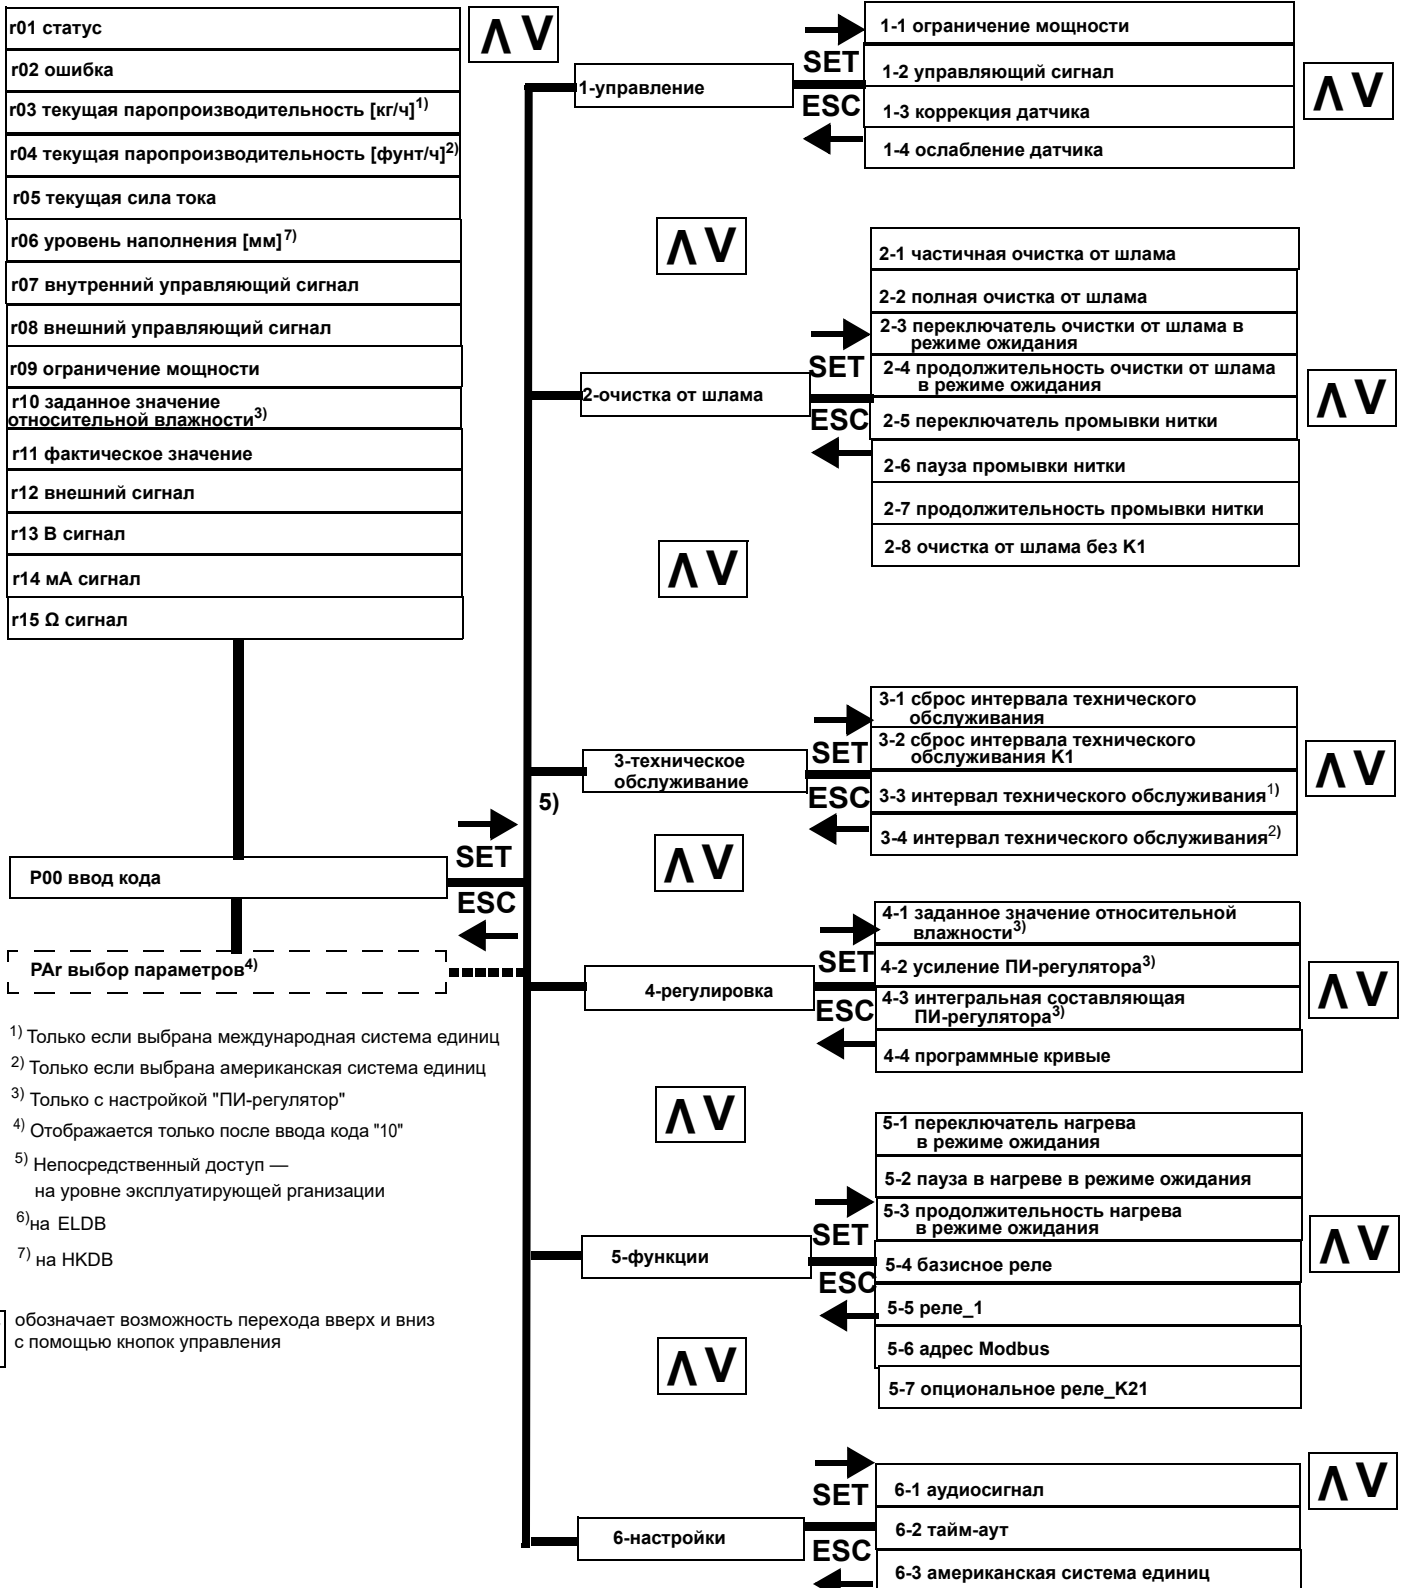 r01 статус
r02 ошибка
r03 текущая паропроизводительность [кг/ч]1)
r04 текущая паропроизводительность [фунт/ч]2)
r05 текущая сила тока
r06 уровень наполнения [мм]7)
r07 внутренний управляющий сигнал
r08 внешний управляющий сигнал
r09 ограничение мощности
r10 заданное значение
относительной влажности3)
r11 фактическое значение
r12 внешний сигнал
r13 В сигнал
r14 мА сигнал
r15 Ω сигнал
Λ V
P00 ввод кода
SET
ESC
PAr выбор параметров4)
5)
1) Только если выбрана международная система единиц
2) Только если выбрана американская система единиц
3) Только с настройкой "ПИ-регулятор"
4) Отображается только после ввода кода "10"
5) Непосредственный доступ —
на уровне эксплуатирующей рганизации
6)на ELDB
7) на HKDB
обозначает возможность перехода вверх и вниз
с помощью кнопок управления
1-управление
SET
ESC
1-1 ограничение мощности
1-2 управляющий сигнал
1-3 коррекция датчика
1-4 ослабление датчика
Λ V
Λ V
2-очистка от шлама
SET
ESC
2-1 частичная очистка от шлама
2-2 полная очистка от шлама
2-3 переключатель очистки от шлама в
режиме ожидания
2-4 продолжительность очистки от шлама
в режиме ожидания
2-5 переключатель промывки нитки
2-6 пауза промывки нитки
2-7 продолжительность промывки нитки
2-8 очистка от шлама без K1
Λ V
Λ V
3-техническое
обслуживание
SET
ESC
3-1 сброс интервала технического
обслуживания
3-2 сброс интервала технического
обслуживания K1
3-3 интервал технического обслуживания1)
3-4 интервал технического обслуживания2)
Λ V
Λ V
4-регулировка
SET
ESC
4-1 заданное значение относительной
влажности3)
4-2 усиление ПИ-регулятора3)
4-3 интегральная составляющая
ПИ-регулятора3)
4-4 программные кривые
Λ V
Λ V
5-функции
SET
ESC
5-1 переключатель нагрева
в режиме ожидания
5-2 пауза в нагреве в режиме ожидания
5-3 продолжительность нагрева
в режиме ожидания
5-4 базисное реле
5-5 реле_1
5-6 адрес Modbus
5-7 опциональное реле_K21
Λ V
Λ V
6-настройки
SET
ESC
6-1 аудиосигнал
6-2 тайм-аут
6-3 американская система единиц
Λ V